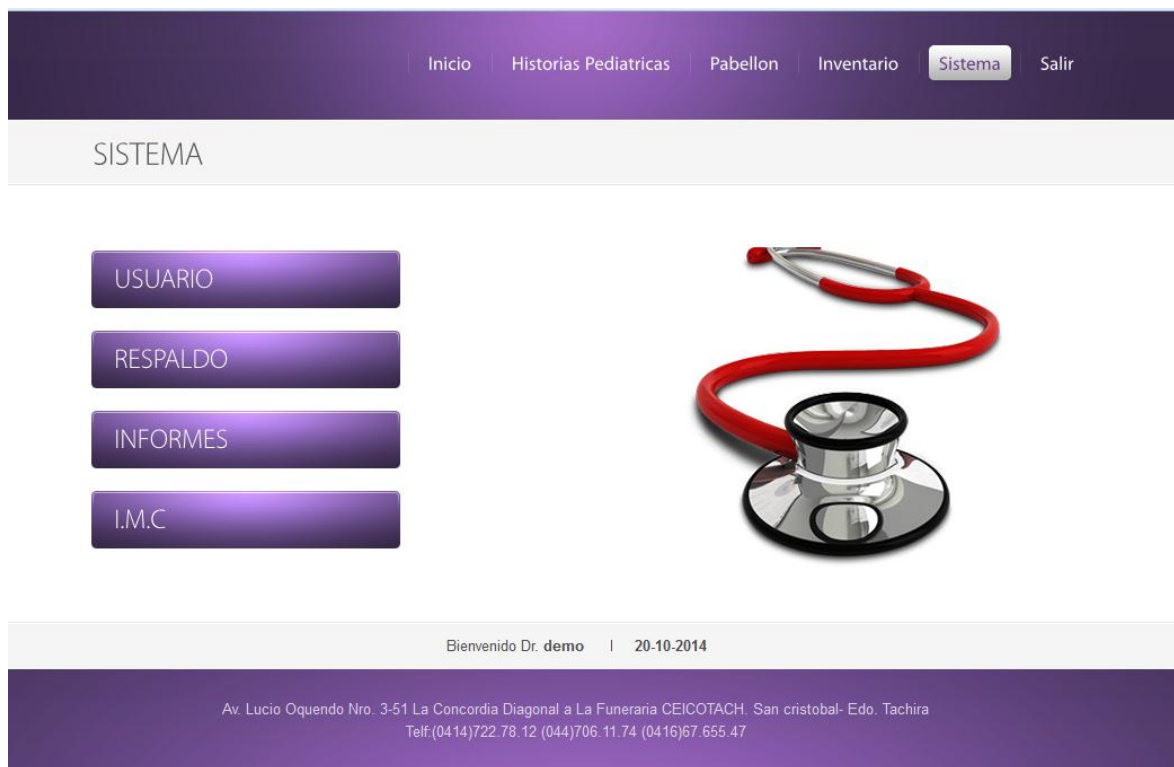 Inicio Historias Pediatricas Pabellon Inventario Sistema Salir
SISTEMA
USUARIO
RESPALDO
INFORMES
I.M.C
Bienvenido Dr. demo | 20-10-2014
Av. Lucio Oquendo Nro. 3-51 La Concordia Diagonal a La Funeraria CEICOTACH. San cristobal- Edo. Tachira
Telf:(0414)722.78.12 (044)706.11.74 (0416)67.655.47